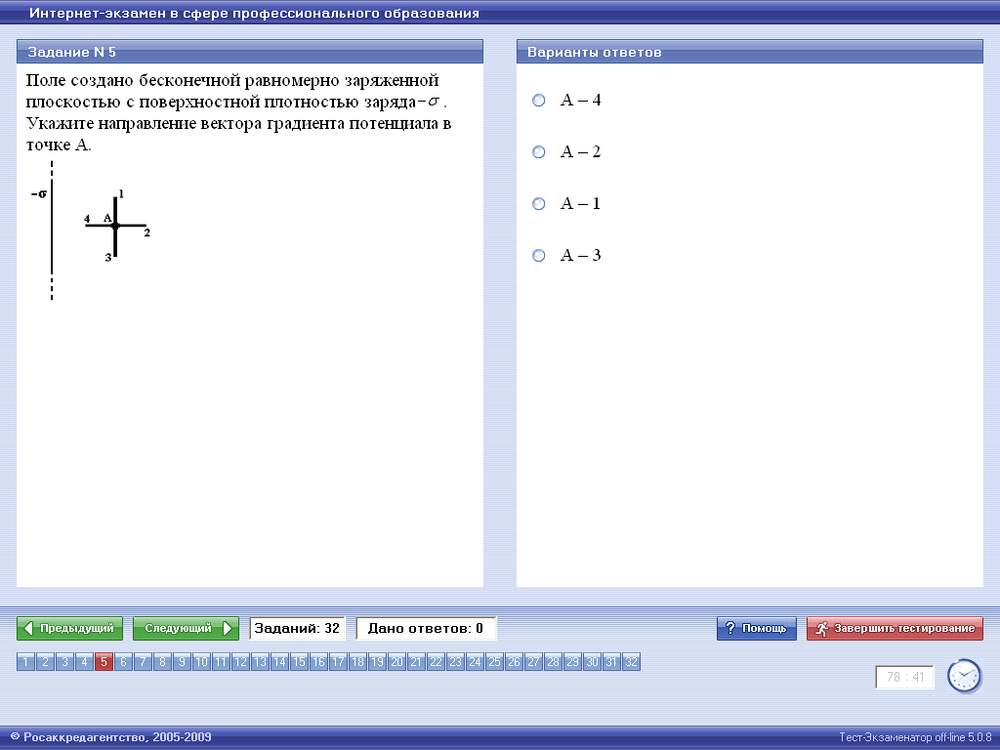 Интернет-экзамен в сфере профессионального образования
Задание N 5
Поле создано бесконечной равномерно заряженной
плоскостью с поверхностной плотностью заряда −σ .
Укажите направление вектора градиента потенциала в
точке А.
−σ
1
4 А
2
3
Варианты ответов
А – 4
А – 2
А – 1
А – 3
Предыдущий Следующий Заданий: 32 Дано ответов: 0 ? Помощь Завершить тестирование
1 2 3 4 5 6 7 8 9 10 11 12 13 14 15 16 17 18 19 20 21 22 23 24 25 26 27 28 29 30 31 32
78 : 41
© Росаккредагентство, 2005-2009 Тест-Экзаменатор off-line 5.0.8